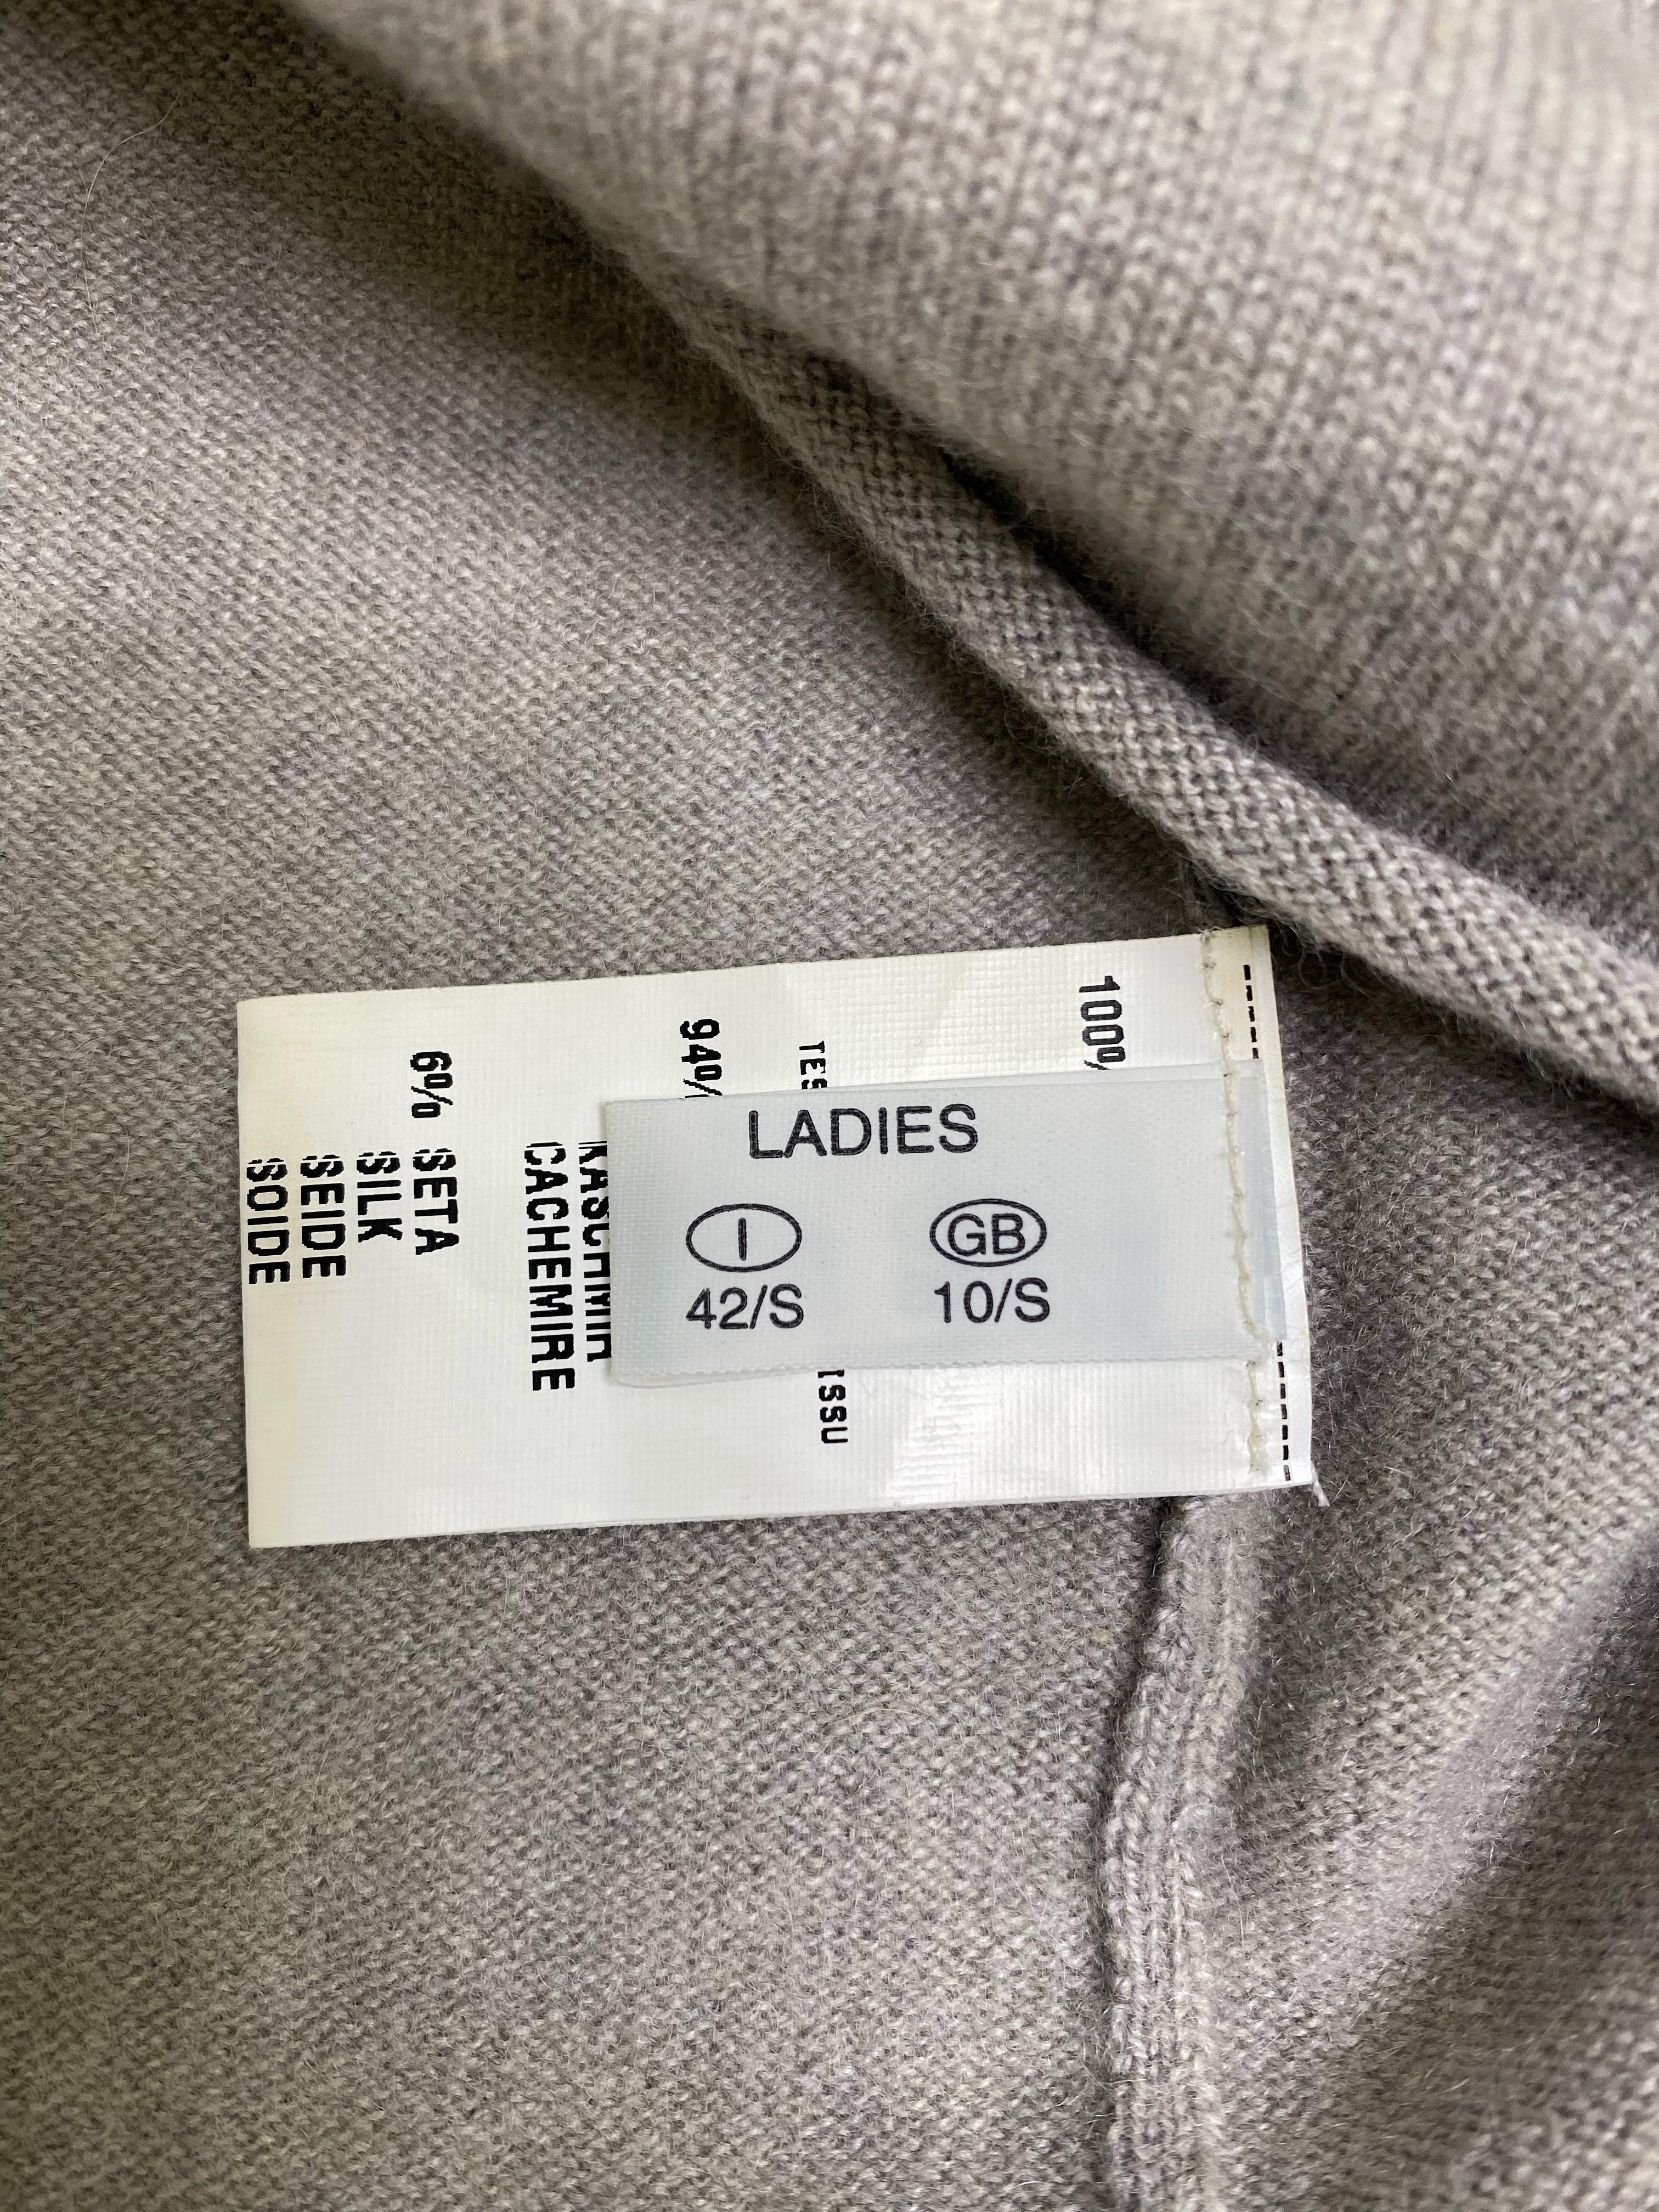 LADIES
I GB
42/S 10/S
100%
94%
CACHEMIRE
6% SETA
SILK
SEIDE
SOIDE